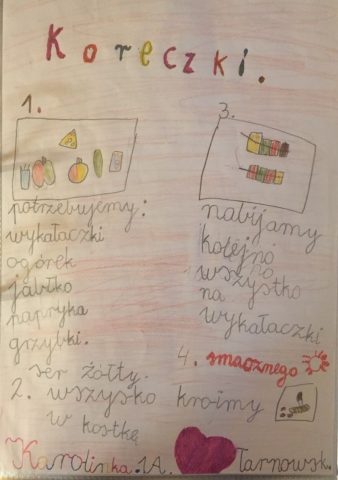 Koreczki.
1.
potrzebujemy:
wykałaczki
ogórek
jabłko
papryka
grzybki.
ser żółty.
2. wszysko kroimy
w kostkę
3.
nabijamy
kolejno
po
wszystko
na
wykałaczki
4. smacznego
Karolinka 1A. Tarnowsk.